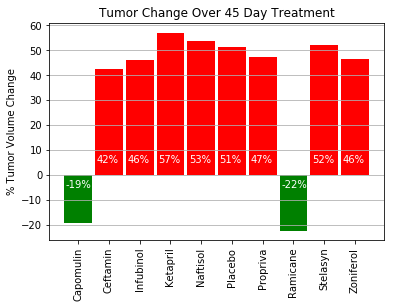 Tumor Change Over 45 Day Treatment
% Tumor Volume Change
60
50
40
30
20
10
0
−10
−20
-19%
42%
46%
57%
53%
51%
47%
-22%
52%
46%
Capomulin
Ceftamin
Infubinol
Ketapril
Naftisol
Placebo
Propriva
Ramicane
Stelasyn
Zoniferol